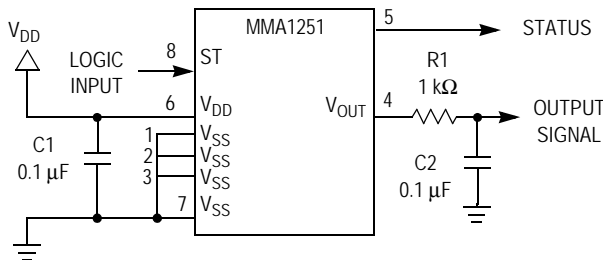 MMA1251
5
STATUS
V_DD
LOGIC
INPUT
8
ST
R1
1 kΩ
6
V_DD
V_OUT
4
OUTPUT
SIGNAL
1
V_SS
2
V_SS
3
V_SS
C1
0.1 µF
C2
0.1 µF
7
V_SS